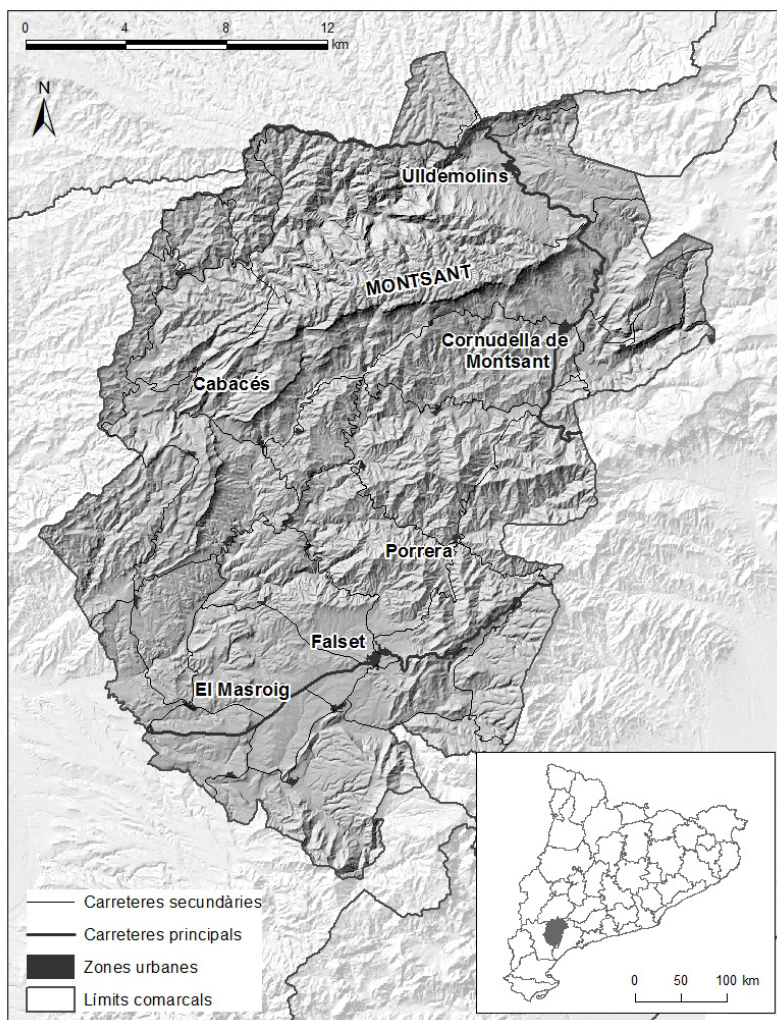 0 4 8 12
km
N
Ulldemolins
MONTSANT
Cornudella de
Montsant
Cabacés
Porrera
Falset
El Masroig
Carreteres secundàries
Carreteres principals
Zones urbanes
Límits comarcals
0 50 100 km